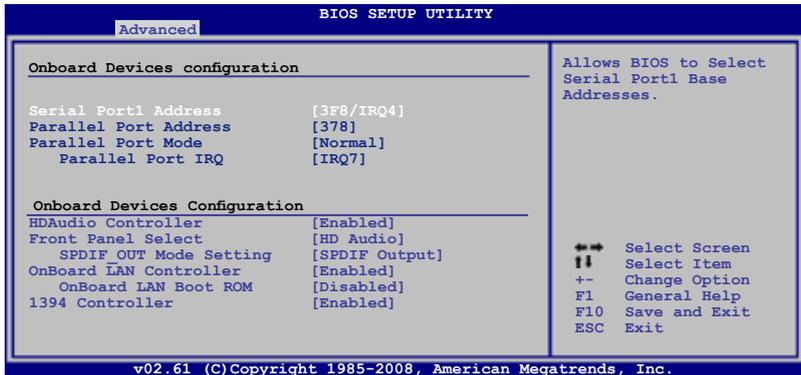 BIOS SETUP UTILITY
Advanced
Onboard Devices configuration
Serial Port1 Address [3F8/IRQ4]
Parallel Port Address [378]
Parallel Port Mode [Normal]
Parallel Port IRQ [IRQ7]
Onboard Devices Configuration
HDAudio Controller [Enabled]
Front Panel Select [HD Audio]
SPDIF_OUT Mode Setting [SPDIF Output]
OnBoard LAN Controller [Enabled]
OnBoard LAN Boot ROM [Disabled]
1394 Controller [Enabled]
Allows BIOS to Select
Serial Port1 Base
Addresses.
←→ Select Screen
↑↓ Select Item
+- Change Option
F1 General Help
F10 Save and Exit
ESC Exit
v02.61 (C)Copyright 1985-2008, American Megatrends, Inc.